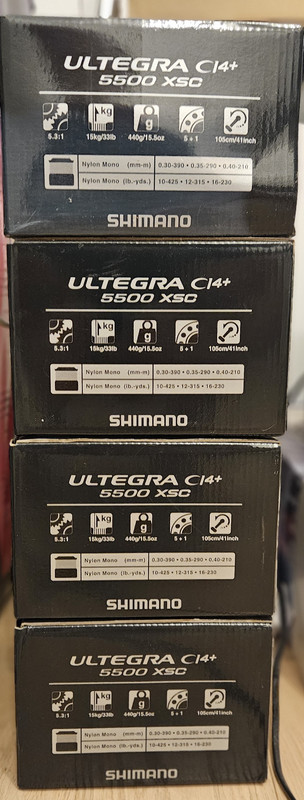 ULTEGRA CI4+
5500 XSC
kg
g
5.3:1 15kg/33lb 440g/15.5oz 5 + 1 105cm/41inch
Nylon Mono (mm-m) 0.30-390 • 0.35-290 • 0.40-210
Nylon Mono (lb.-yds.) 10-425 • 12-315 • 16-230
SHIMANO
ULTEGRA CI4+
5500 XSC
kg
g
5.3:1 15kg/33lb 440g/15.5oz 5 + 1 105cm/41inch
Nylon Mono (mm-m) 0.30-390 • 0.35-290 • 0.40-210
Nylon Mono (lb.-yds.) 10-425 • 12-315 • 16-230
SHIMANO
ULTEGRA CI4+
5500 XSC
kg
g
5.3:1 15kg/33lb 440g/15.5oz 5 + 1 105cm/41inch
Nylon Mono (mm-m) 0.30-390 • 0.35-290 • 0.40-210
Nylon Mono (lb.-yds.) 10-425 • 12-315 • 16-230
SHIMANO
ULTEGRA CI4+
5500 XSC
kg
g
5.3:1 15kg/33lb 440g/15.5oz 5 + 1 105cm/41inch
Nylon Mono (mm-m) 0.30-390 • 0.35-290 • 0.40-210
Nylon Mono (lb.-yds.) 10-425 • 12-315 • 16-230
SHIMANO